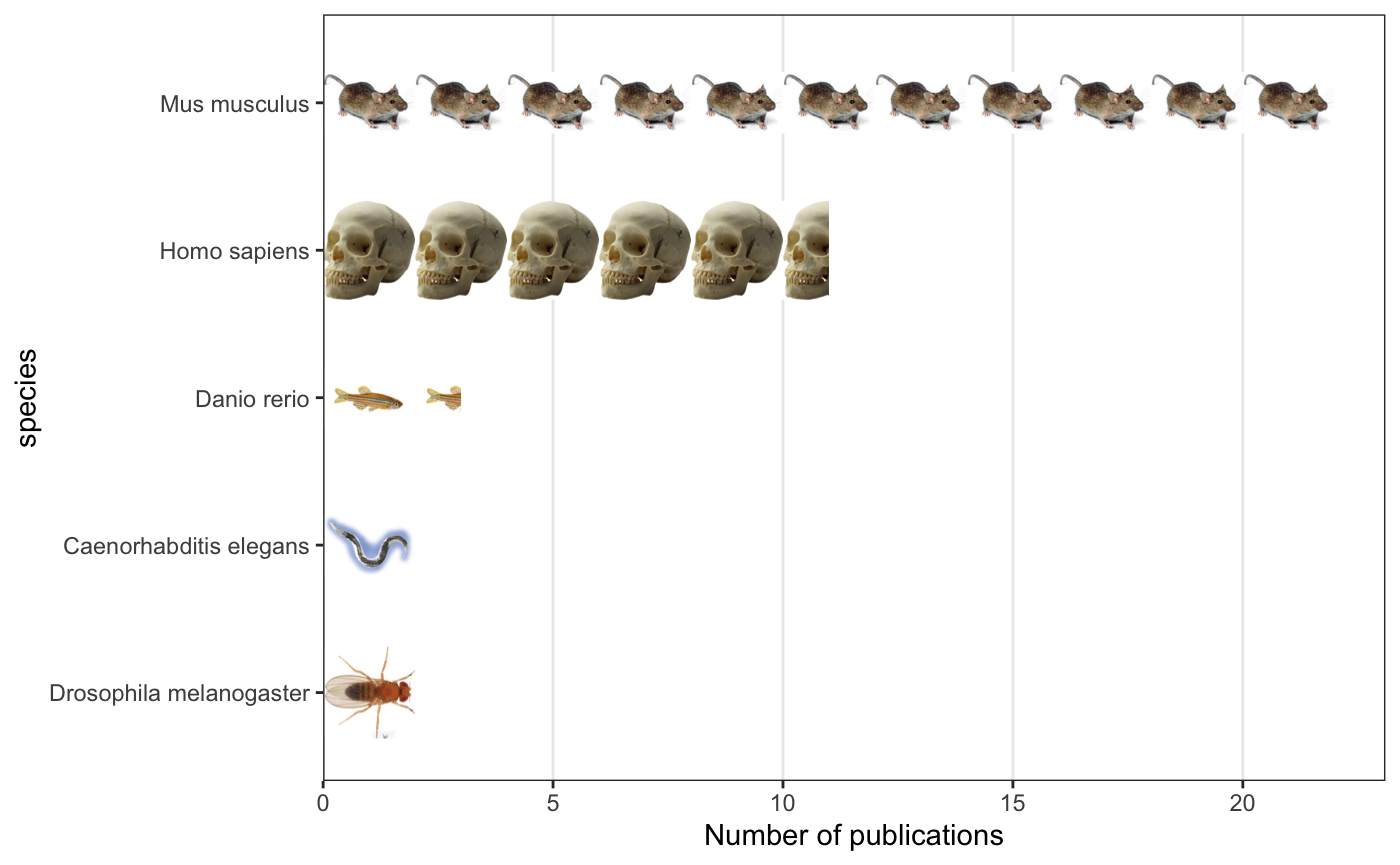 Mus musculus
Homo sapiens
Danio rerio
Caenorhabditis elegans
Drosophila melanogaster
species
0 5 10 15 20
Number of publications